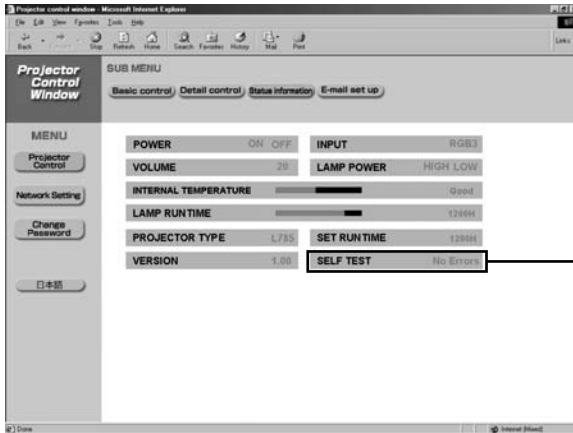 Projector control window - Microsoft Internet Explorer
File Edit View Favorites Tools Help
Back Stop Refresh Home Search Favorites History Mail Print
Links
Projector
Control
Window
SUB MENU
Basic control Detail control Status information E-mail set up
MENU
Projector
Control
Network Setting
Change
Password
日本語
POWER ON OFF INPUT RGB3
VOLUME 20 LAMP POWER HIGH LOW
INTERNAL TEMPERATURE Good
LAMP RUNTIME 1200H
PROJECTOR TYPE L785 SET RUNTIME 1200H
VERSION 1.00 SELF TEST No Errors
Done
Internet (Mixed)